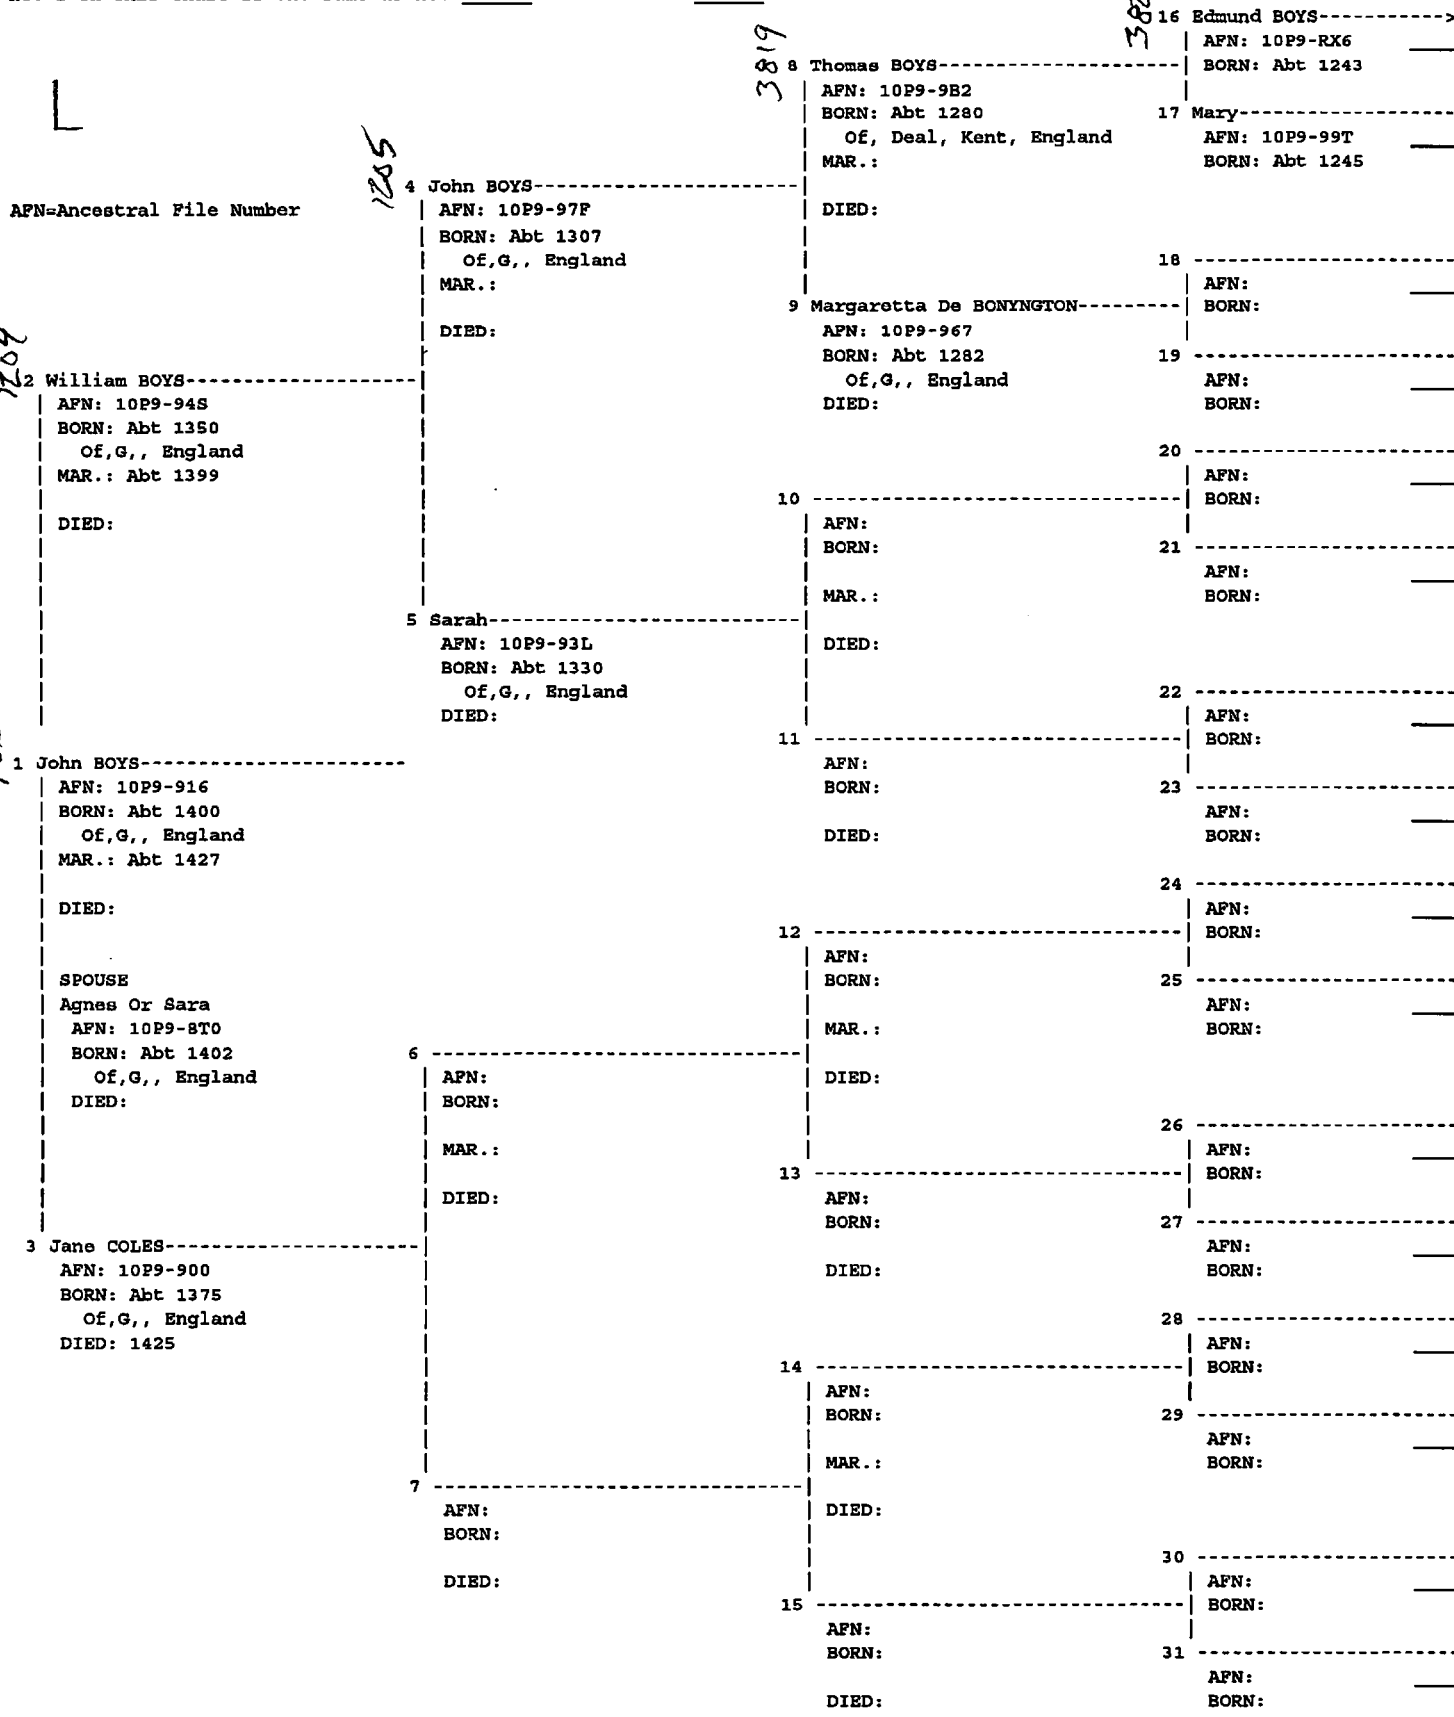 16 Edmund BOYS----------->
AFN: 10P9-RX6
BORN: Abt 1243
3819
8 Thomas BOYS
AFN: 10P9-9B2
BORN: Abt 1280
Of, Deal, Kent, England
MAR.:
DIED:
17 Mary
AFN: 10P9-99T
BORN: Abt 1245
L
AFN=Ancestral File Number
4 John BOYS
AFN: 10P9-97F
BORN: Abt 1307
Of,G,, England
MAR.:
DIED:
18
AFN:
BORN:
9 Margaretta De BONYNGTON
AFN: 10P9-967
BORN: Abt 1282
Of,G,, England
DIED:
19
AFN:
BORN:
2 William BOYS
AFN: 10P9-94S
BORN: Abt 1350
Of,G,, England
MAR.: Abt 1399
DIED:
20
AFN:
BORN:
10
AFN:
BORN:
MAR.:
DIED:
21
AFN:
BORN:
5 Sarah
AFN: 10P9-93L
BORN: Abt 1330
Of,G,, England
DIED:
22
AFN:
BORN:
11
AFN:
BORN:
DIED:
23
AFN:
BORN:
1 John BOYS
AFN: 10P9-916
BORN: Abt 1400
Of,G,, England
MAR.: Abt 1427
DIED:
SPOUSE
Agnes Or Sara
AFN: 10P9-8T0
BORN: Abt 1402
Of,G,, England
DIED:
24
AFN:
BORN:
12
AFN:
BORN:
MAR.:
DIED:
25
AFN:
BORN:
6
AFN:
BORN:
MAR.:
DIED:
26
AFN:
BORN:
13
AFN:
BORN:
DIED:
27
AFN:
BORN:
3 Jane COLES
AFN: 10P9-900
BORN: Abt 1375
Of,G,, England
DIED: 1425
28
AFN:
BORN:
14
AFN:
BORN:
MAR.:
DIED:
29
AFN:
BORN:
7
AFN:
BORN:
DIED:
30
AFN:
BORN:
15
AFN:
BORN:
DIED:
31
AFN:
BORN: